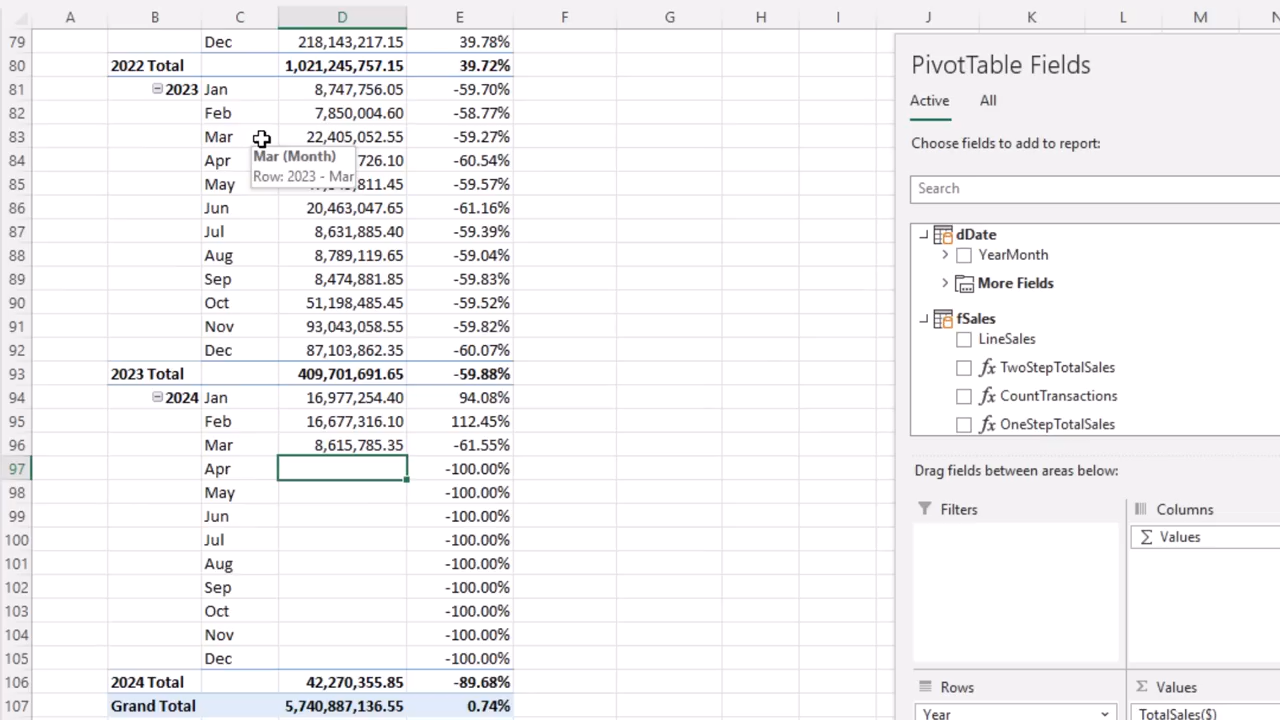 A B C D E F G H I J K L M N
79 Dec 218,143,217.15 39.78%
80 2022 Total 1,021,245,757.15 39.72%
81 2023 Jan 8,747,756.05 -59.70%
82 Feb 7,850,004.60 -58.77%
83 Mar 22,405,052.55 -59.27%
84 Apr 726.10 -60.54%
85 May 811.45 -59.57%
86 Jun 20,463,047.65 -61.16%
87 Jul 8,631,885.40 -59.39%
88 Aug 8,789,119.65 -59.04%
89 Sep 8,474,881.85 -59.83%
90 Oct 51,198,485.45 -59.52%
91 Nov 93,043,058.55 -59.82%
92 Dec 87,103,862.35 -60.07%
93 2023 Total 409,701,691.65 -59.88%
94 2024 Jan 16,977,254.40 94.08%
95 Feb 16,677,316.10 112.45%
96 Mar 8,615,785.35 -61.55%
97 Apr -100.00%
98 May -100.00%
99 Jun -100.00%
100 Jul -100.00%
101 Aug -100.00%
102 Sep -100.00%
103 Oct -100.00%
104 Nov -100.00%
105 Dec -100.00%
106 2024 Total 42,270,355.85 -89.68%
107 Grand Total 5,740,887,136.55 0.74%
Mar (Month)
Row: 2023 - Mar
PivotTable Fields
Active All
Choose fields to add to report:
Search
dDate
YearMonth
More Fields
fSales
LineSales
fx TwoStepTotalSales
fx CountTransactions
fx OneStepTotalSales
Drag fields between areas below:
Filters
Columns
Σ Values
Rows
Year
Σ Values
TotalSales($)